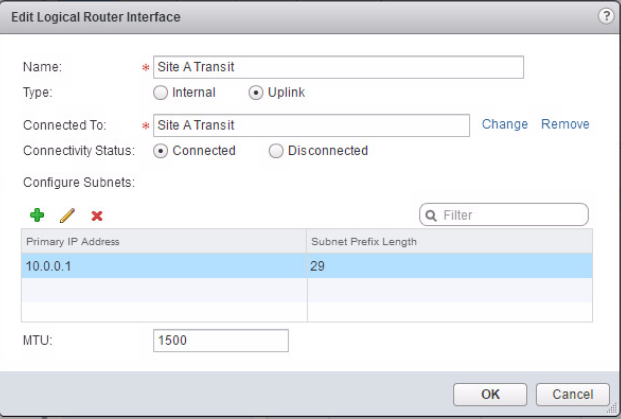 Edit Logical Router Interface ?
Name: * Site A Transit
Type: Internal Uplink
Connected To: * Site A Transit Change Remove
Connectivity Status: Connected Disconnected
Configure Subnets:
Filter
Primary IP Address Subnet Prefix Length
10.0.0.1 29
MTU: 1500
OK Cancel